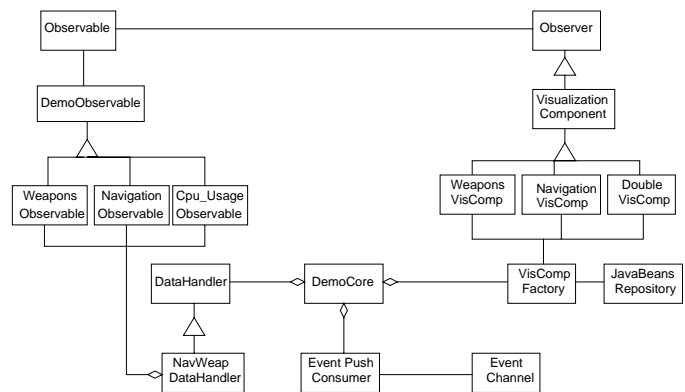 Observable
Observer
DemoObservable
Visualization
Component
Weapons
Observable
Navigation
Observable
Cpu_Usage
Observable
Weapons
VisComp
Navigation
VisComp
Double
VisComp
DataHandler
DemoCore
VisComp
Factory
JavaBeans
Repository
NavWeap
DataHandler
Event Push
Consumer
Event
Channel